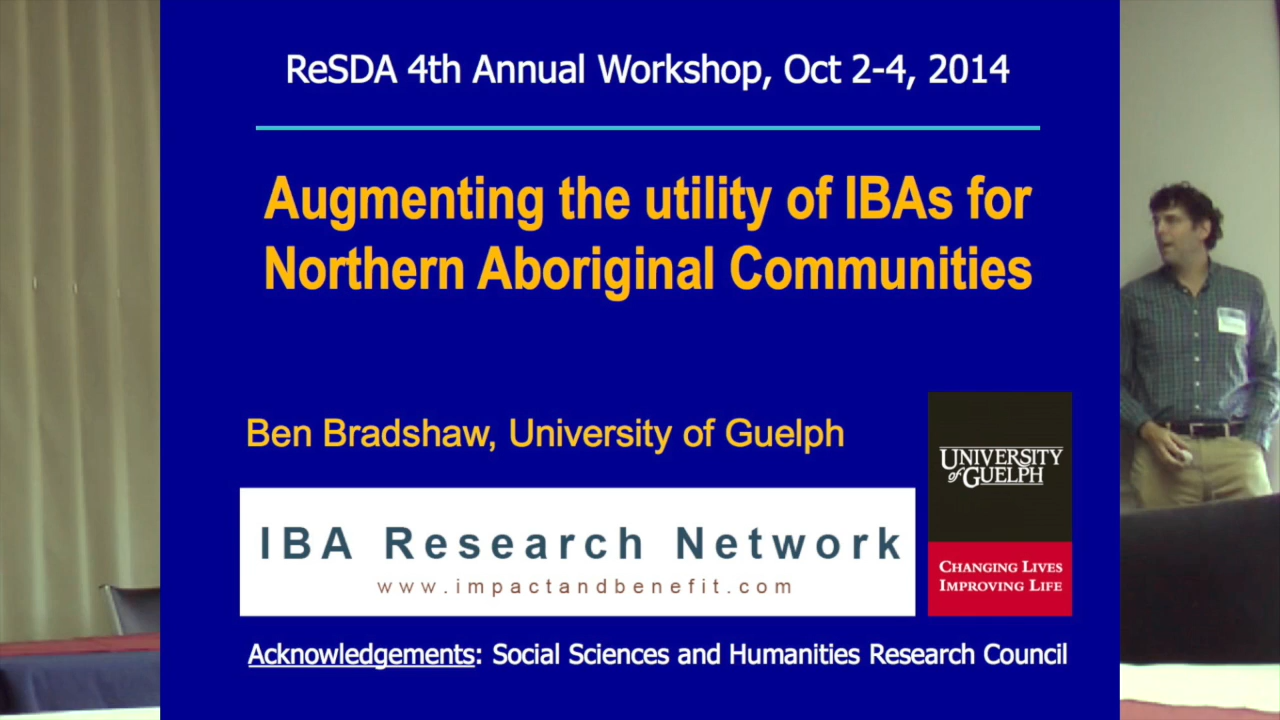 ReSDA 4th Annual Workshop, Oct 2-4, 2014
Augmenting the utility of IBAs for
Northern Aboriginal Communities
Ben Bradshaw, University of Guelph
UNIVERSITY
of GUELPH
IBA Research Network
www.impactandbenefit.com
CHANGING LIVES
IMPROVING LIFE
Acknowledgements: Social Sciences and Humanities Research Council